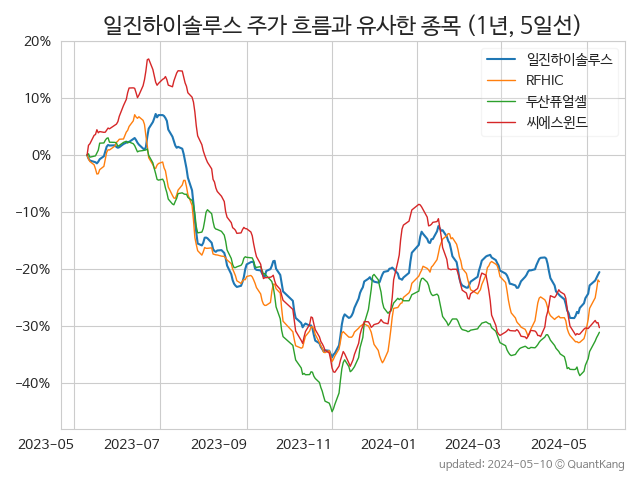 일진하이솔루스 주가 흐름과 유사한 종목 (1년, 5일선)
20%
10%
0%
−10%
−20%
−30%
−40%
일진하이솔루스
RFHIC
두산퓨얼셀
씨에스윈드
2023-05 2023-07 2023-09 2023-11 2024-01 2024-03 2024-05
updated: 2024-05-10 © QuantKang